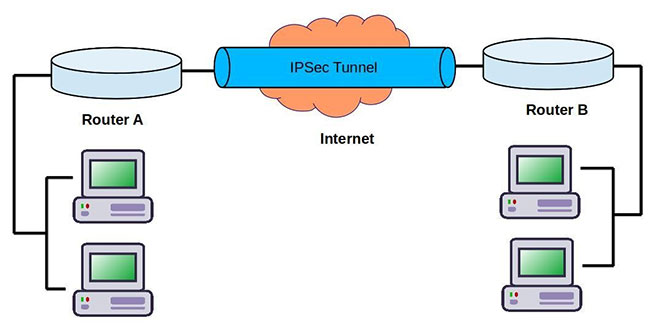 IPSec Tunnel
Router A
Router B
Internet